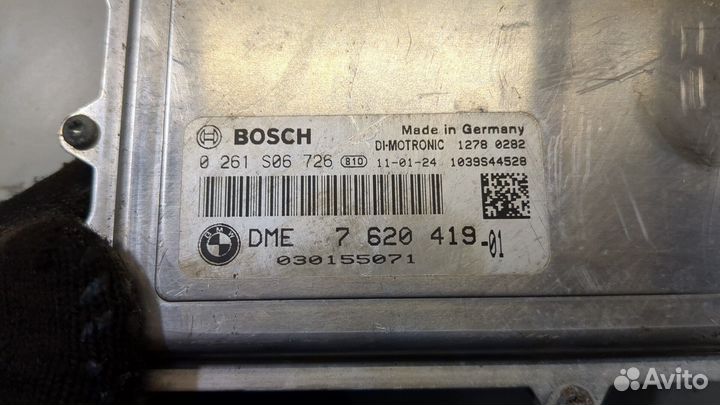 BOSCH
Made in Germany
DI-MOTRONIC 1278 0282
0 261 S06 726 810 11-01-24 1039S44528
BMW
DME 7 620 419-01
030155071
Avito